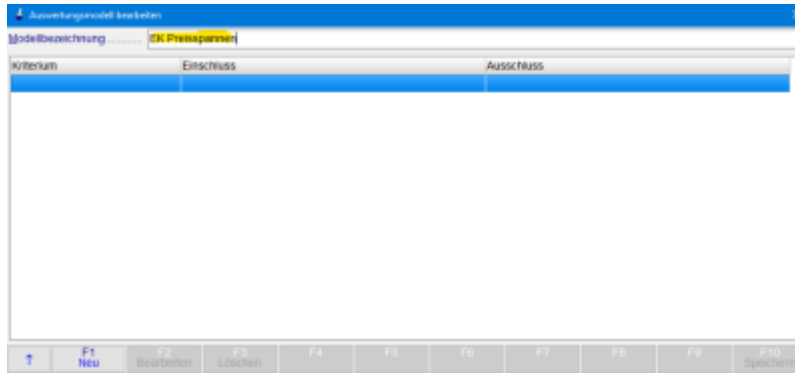 Auswertungsmodell bearbeiten
Modellbezeichnung......... EK Preisspannen
Kriterium Einschluss Ausschluss
F1 F2 F3 F4 F5 F6 F7 F8 F9 F10
↑ Neu Bearbeiten Löschen Speichern